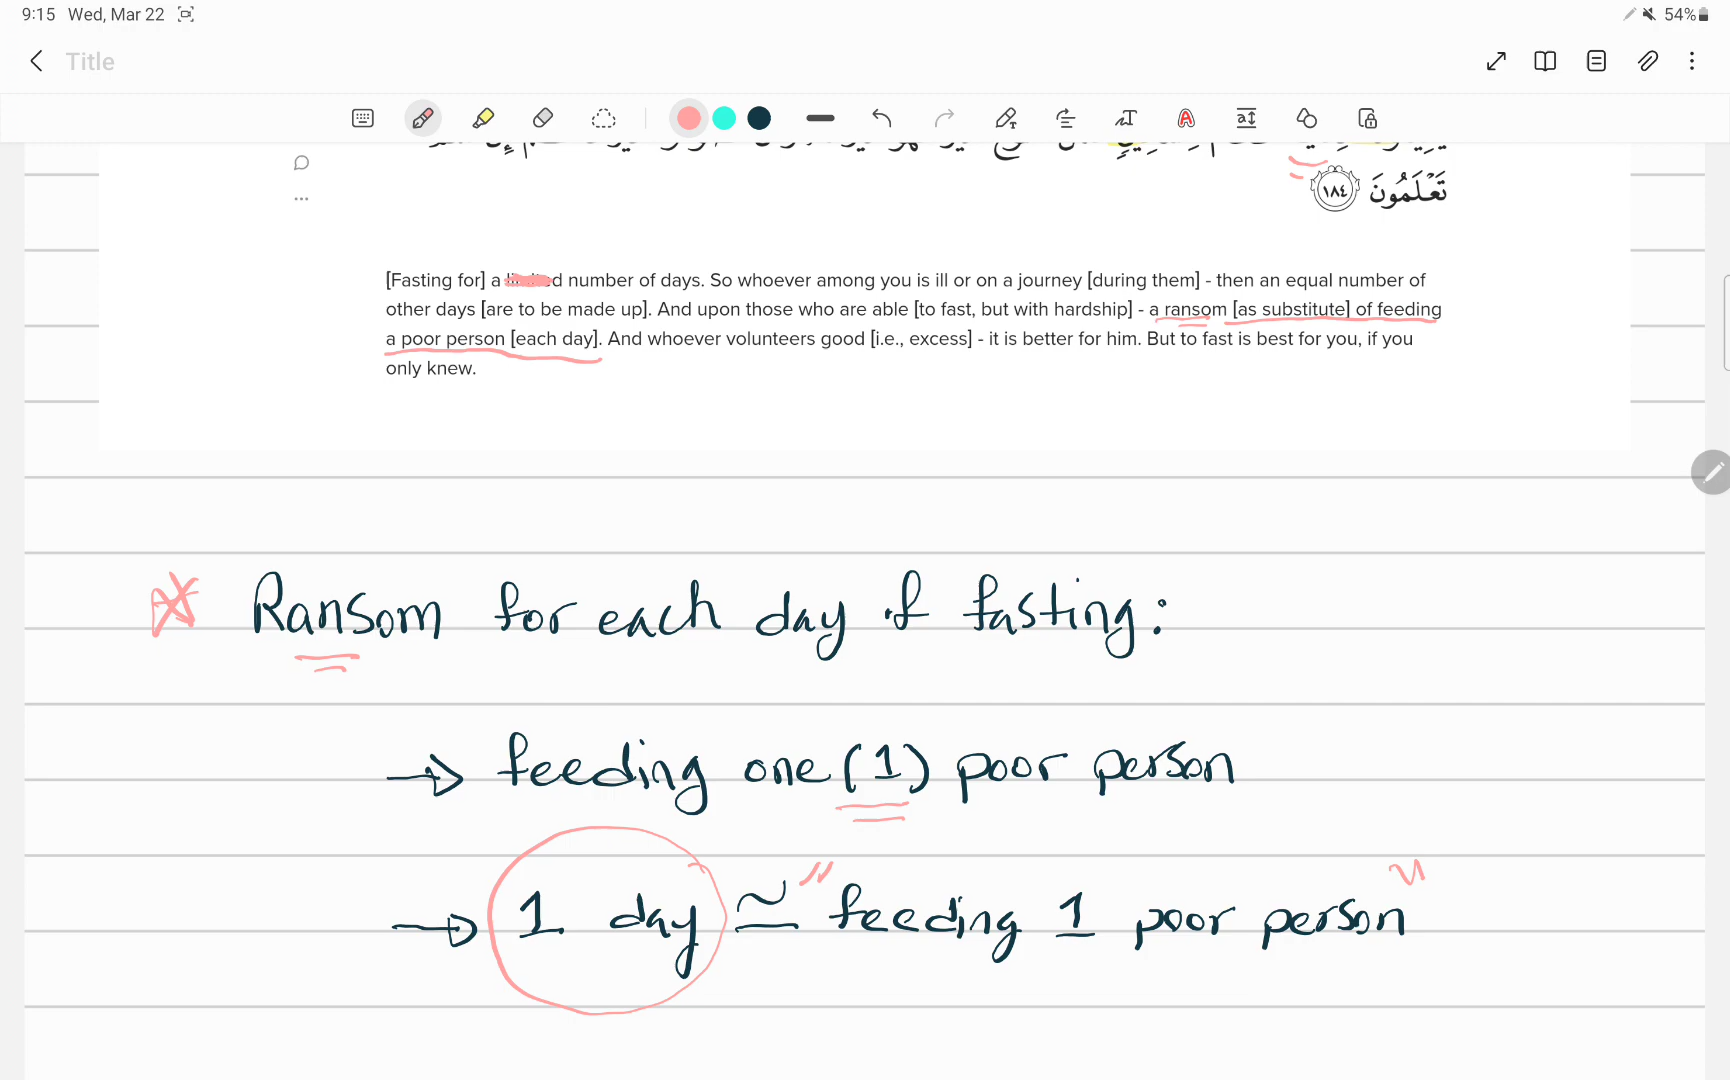 9:15 Wed, Mar 22
54%
Title
تَعْلَمُونَ ١٨٤
[Fasting for] a limited number of days. So whoever among you is ill or on a journey [during them] - then an equal number of
other days [are to be made up]. And upon those who are able [to fast, but with hardship] - a ransom [as substitute] of feeding
a poor person [each day]. And whoever volunteers good [i.e., excess] - it is better for him. But to fast is best for you, if you
only knew.
Ransom for each day of fasting:
→ feeding one (1) poor person
→ 1 day ≃ "feeding 1 poor person"